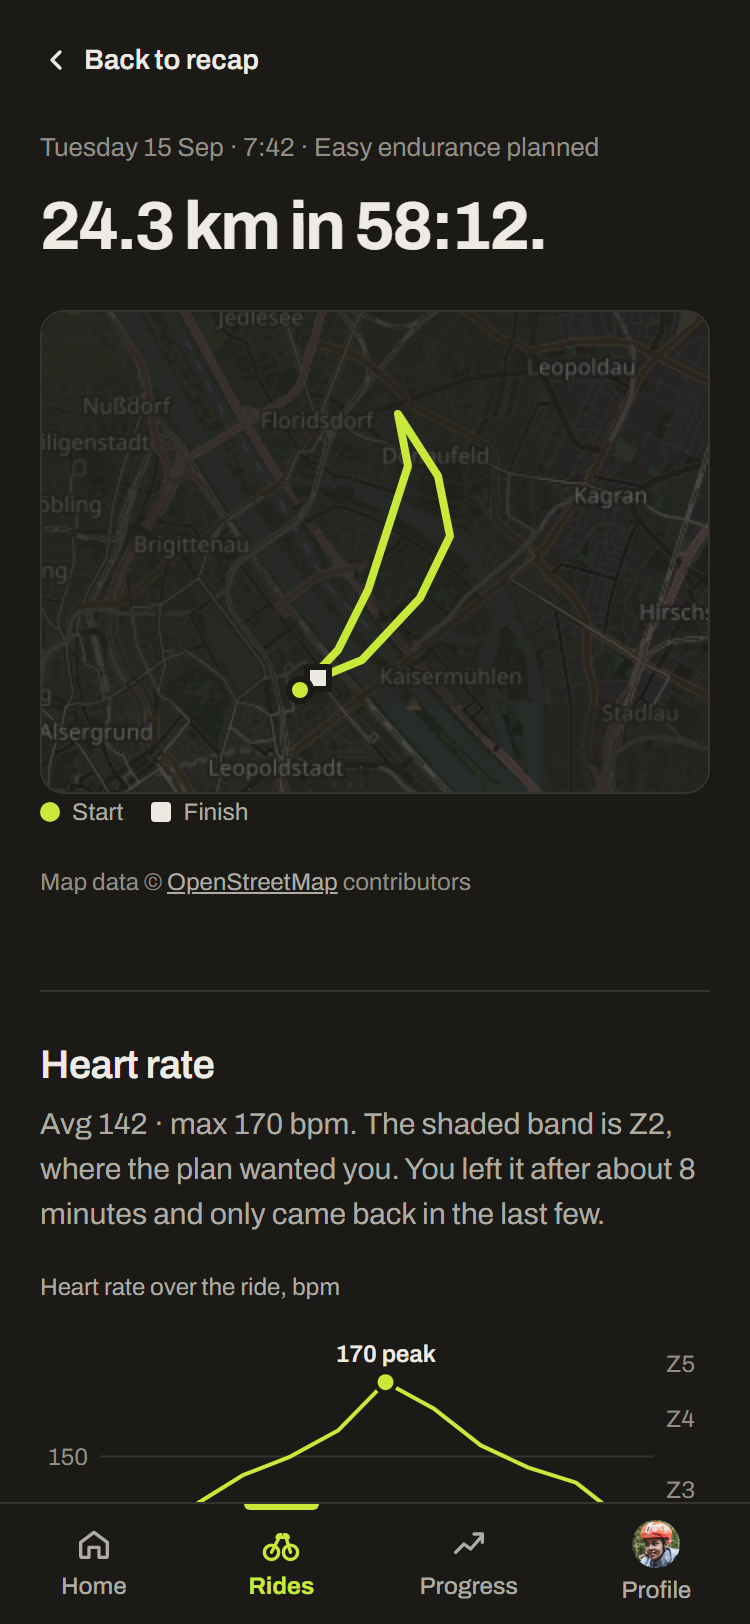 Back to recap
Tuesday 15 Sep · 7:42 · Easy endurance planned
24.3 km in 58:12.
Jedlesee
Leopoldau
Nußdorf
Floridsdorf
iligenstadt
Kagran
öbling
Brigittenau
ng
Hirschs
Kaisermühlen
g
Stadlau
Alsergrund
Leopoldstadt
Start
Finish
Map data © OpenStreetMap contributors
Heart rate
Avg 142 · max 170 bpm. The shaded band is Z2,
where the plan wanted you. You left it after about 8
minutes and only came back in the last few.
Heart rate over the ride, bpm
170 peak
Z5
Z4
150
Z3
Home
Rides
Progress
Profile